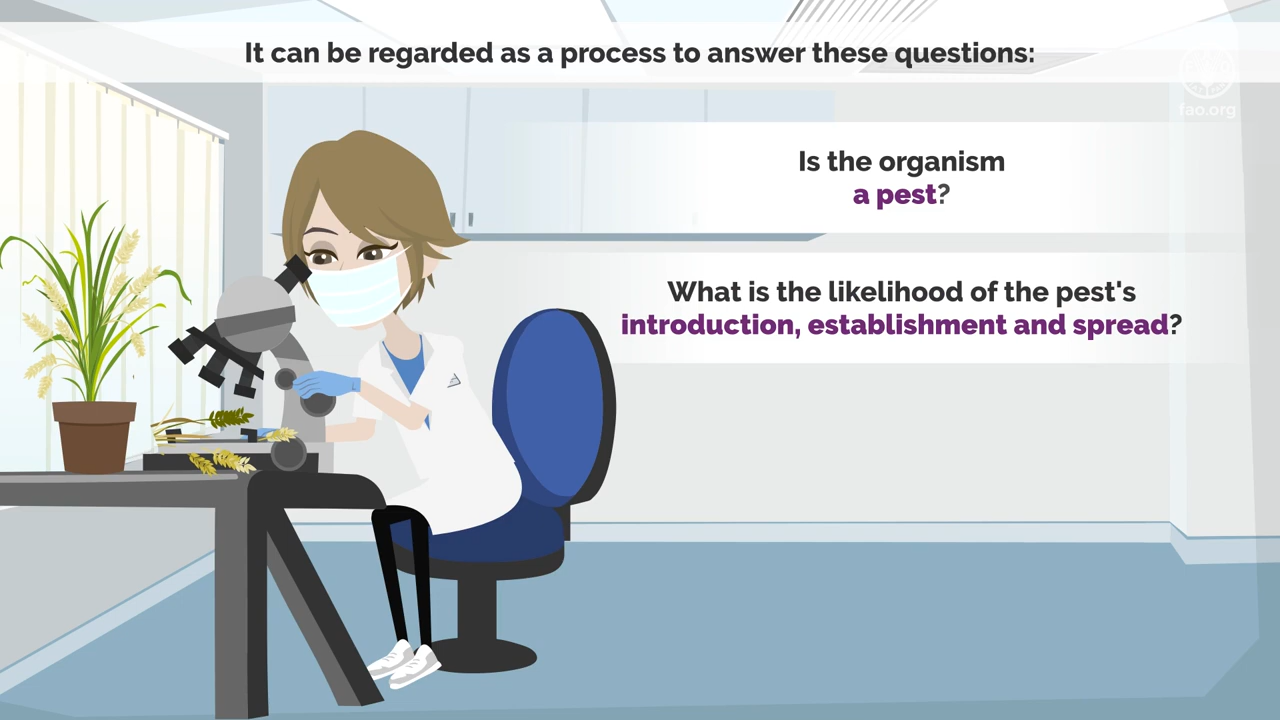 It can be regarded as a process to answer these questions:
fao.org
Is the organism
a pest?
What is the likelihood of the pest's
introduction, establishment and spread?